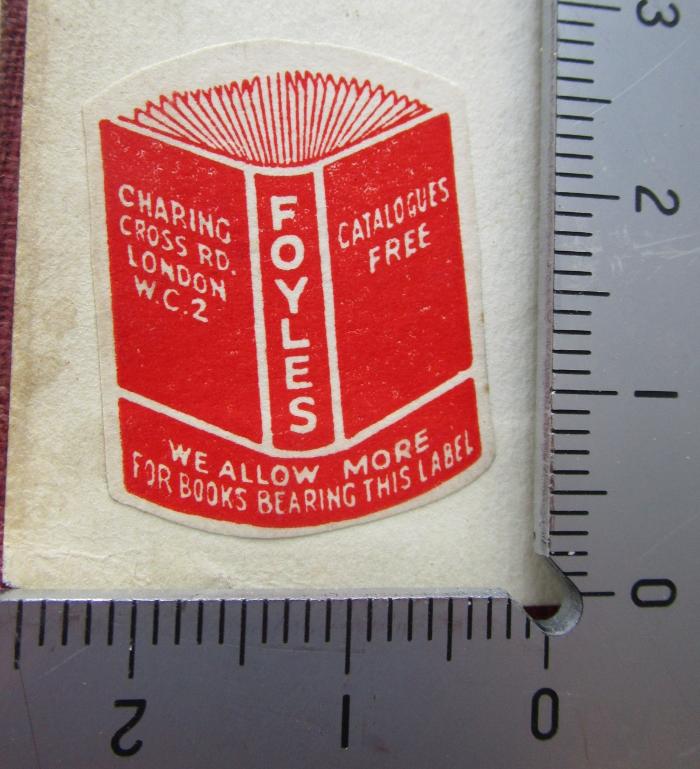 CHARING
CROSS RD.
LONDON
W.C.2
FOYLES
CATALOGUES
FREE
WE ALLOW MORE
FOR BOOKS BEARING THIS LABEL
3
2
1
0
2
1
0